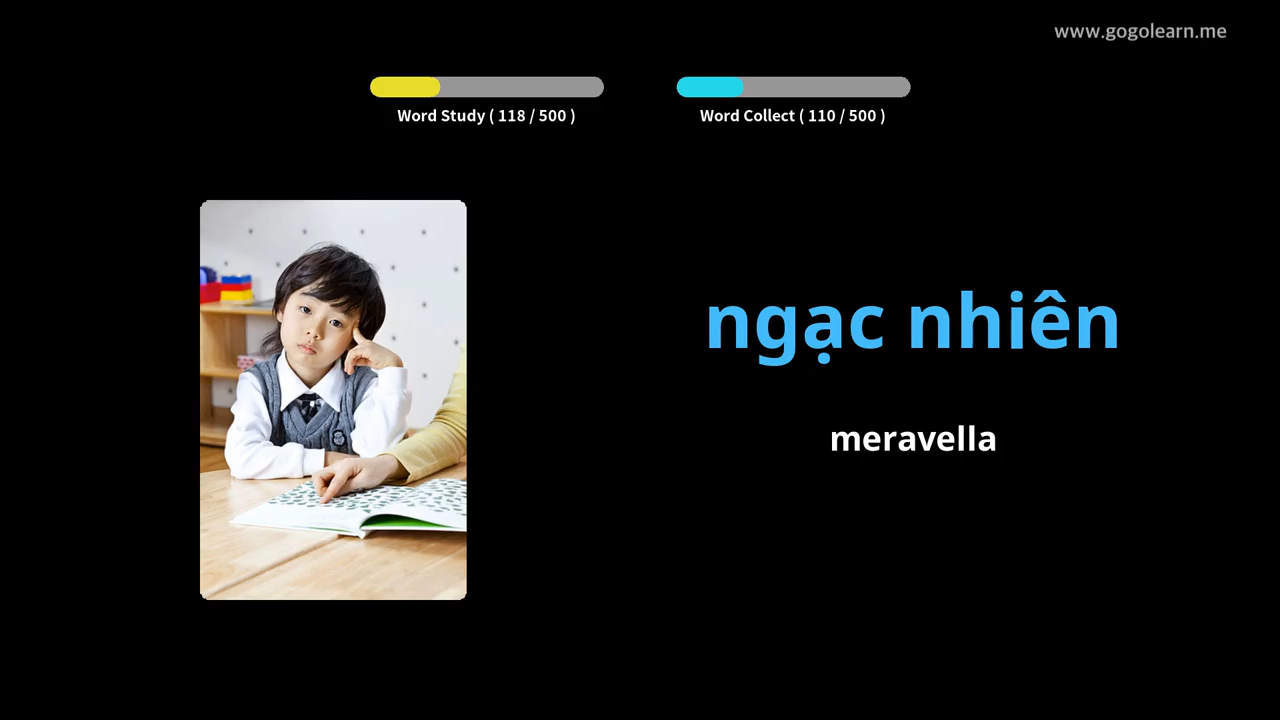 www.gogolearn.me
Word Study ( 118 / 500 )
Word Collect ( 110 / 500 )
ngạc nhiên
meravella